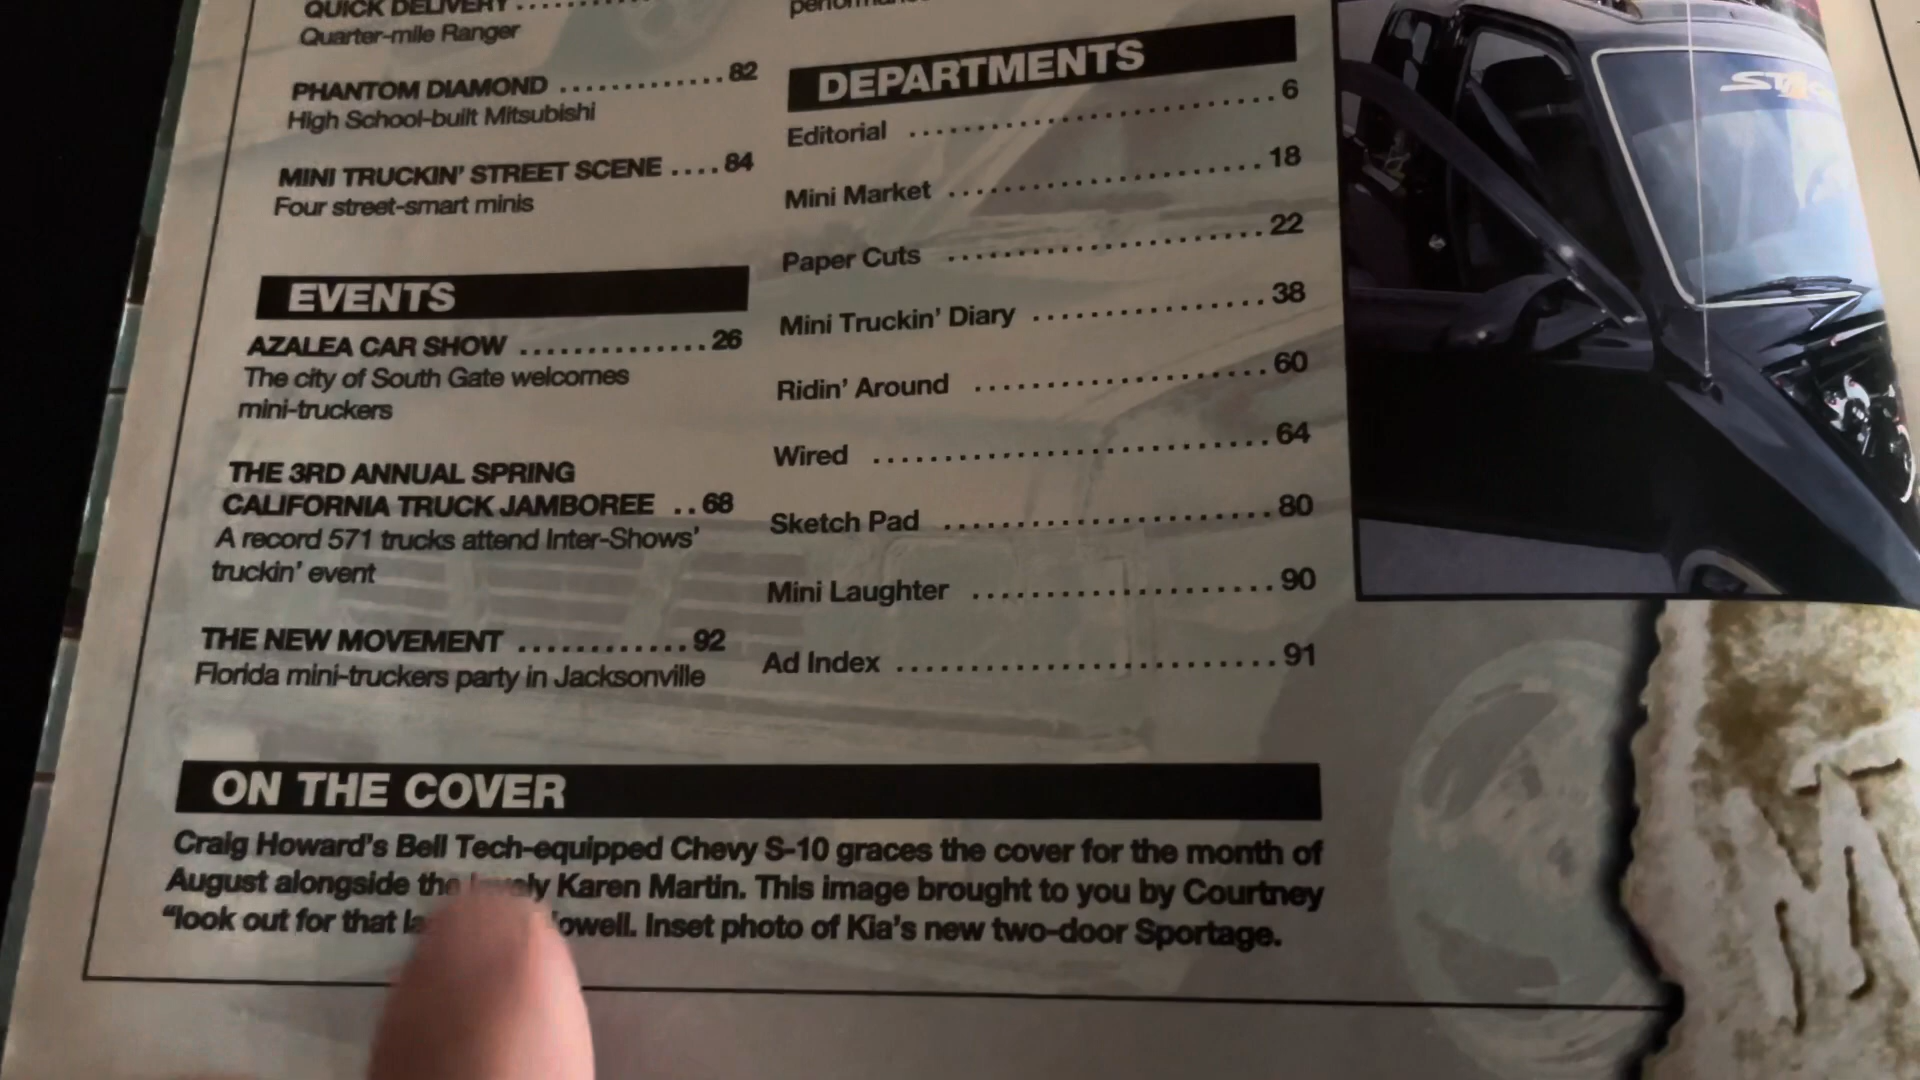 QUICK DELIVERY ..............
Quarter-mile Ranger
PHANTOM DIAMOND ............82
High School-built Mitsubishi
MINI TRUCKIN' STREET SCENE ....84
Four street-smart minis
EVENTS
AZALEA CAR SHOW ..............26
The city of South Gate welcomes
mini-truckers
THE 3RD ANNUAL SPRING
CALIFORNIA TRUCK JAMBOREE ..68
A record 571 trucks attend Inter-Shows'
truckin' event
THE NEW MOVEMENT ............92
Florida mini-truckers party in Jacksonville
DEPARTMENTS
Editorial ..........................6
Mini Market ......................18
Paper Cuts ......................22
Mini Truckin' Diary ................38
Ridin' Around ....................60
Wired ..........................64
Sketch Pad ......................80
Mini Laughter ....................90
Ad Index ........................91
ON THE COVER
Craig Howard's Bell Tech-equipped Chevy S-10 graces the cover for the month of
August alongside the lovely Karen Martin. This image brought to you by Courtney
"look out for that Inset photo of Kia's new two-door Sportage.